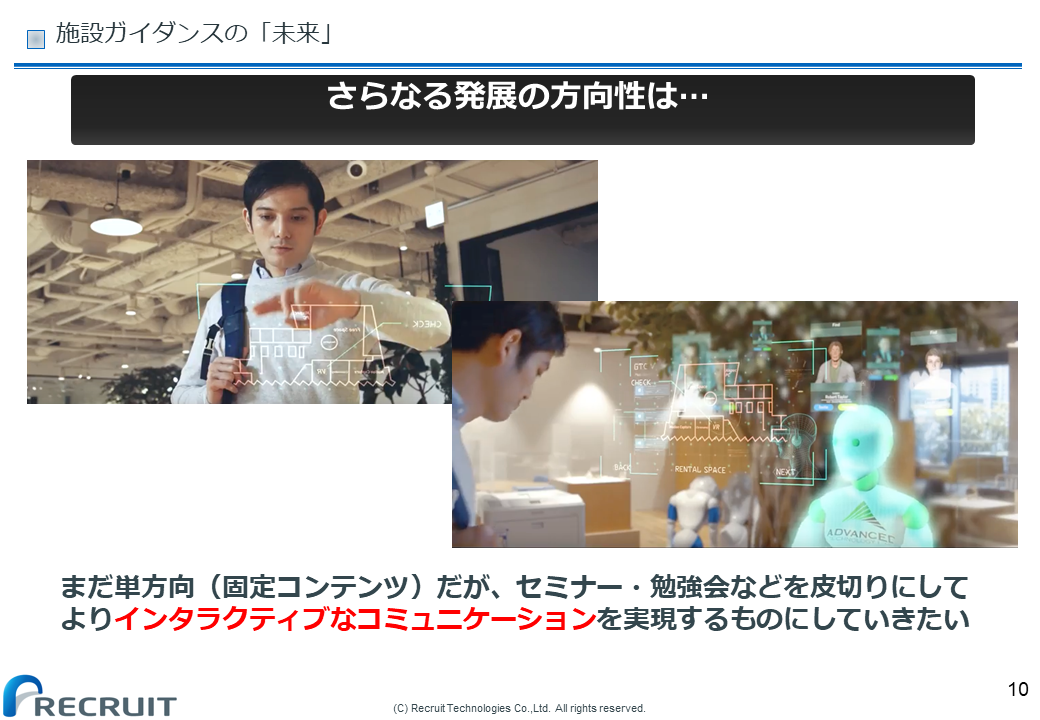 施設ガイダンスの「未来」
さらなる発展の方向性は…
CHECK
Free Space
VR
GTC
CHECK
VR
BACK
RENTAL SPACE
NEXT
ADVANCED
まだ単方向（固定コンテンツ）だが、セミナー・勉強会などを皮切りにして
よりインタラクティブなコミュニケーションを実現するものにしていきたい
RECRUIT
(C) Recruit Technologies Co.,Ltd. All rights reserved.
10